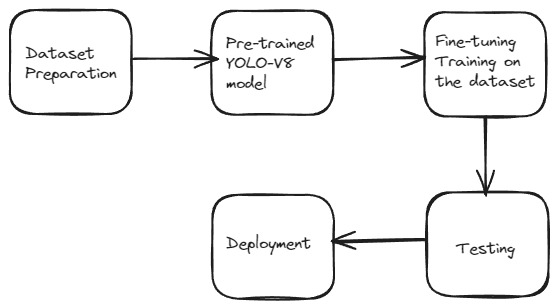 Dataset
Preparation
Pre-trained
YOLO-V8
model
Fine-tuning
Training on
the dataset
Testing
Deployment